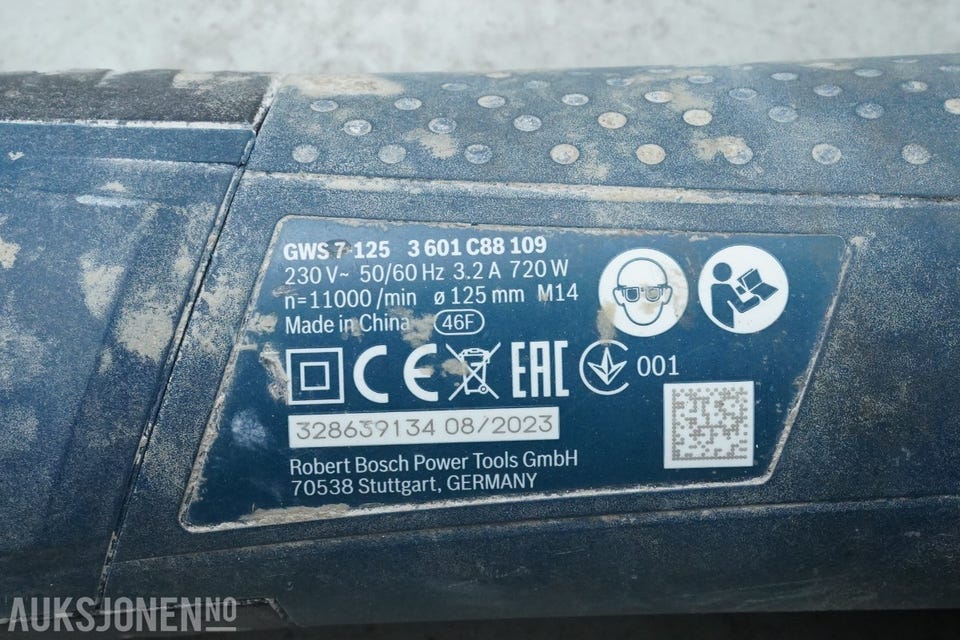 GWS 7-125 3 601 C88 109
230 V~ 50/60 Hz 3.2 A 720 W
n=11000 /min ø 125 mm M14
Made in China 46F
CE EAC 001
328639134 08/2023
Robert Bosch Power Tools GmbH
70538 Stuttgart, GERMANY
AUKSJONEN.NO